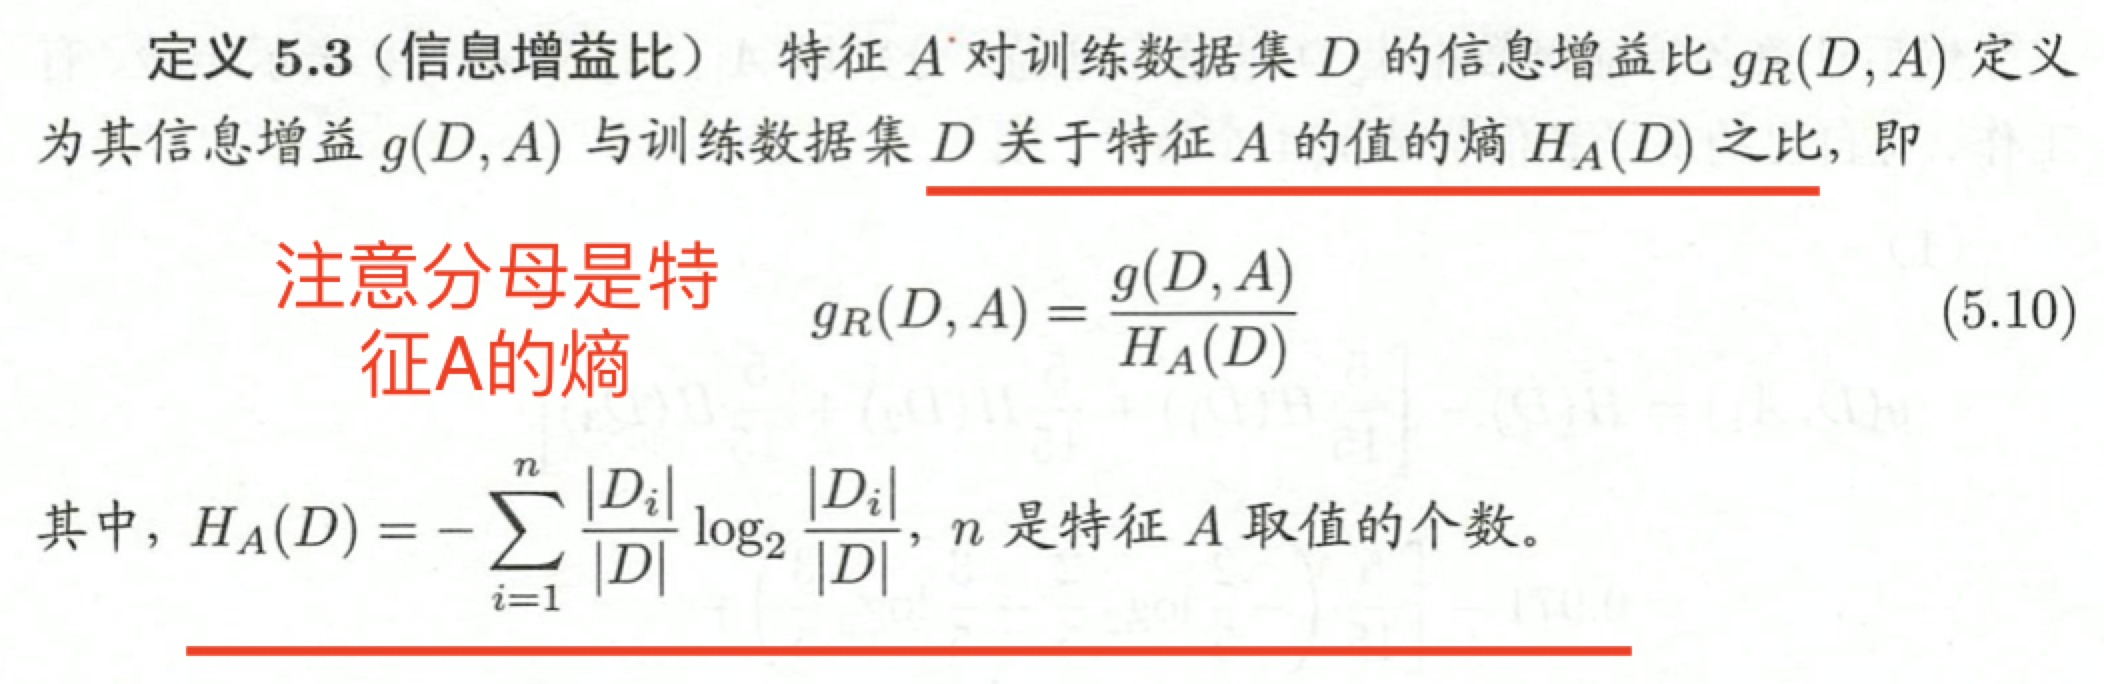 定义 5.3（信息增益比） 特征 A 对训练数据集 D 的信息增益比 g_R(D, A) 定义
为其信息增益 g(D, A) 与训练数据集 D 关于特征 A 的值的熵 H_A(D) 之比，即
注意分母是特
征A的熵
g_R(D, A) = \frac{g(D, A)}{H_A(D)} (5.10)
其中，H_A(D) = -\sum_{i=1}^{n} \frac{|D_i|}{|D|} \log_2 \frac{|D_i|}{|D|}，n 是特征 A 取值的个数。